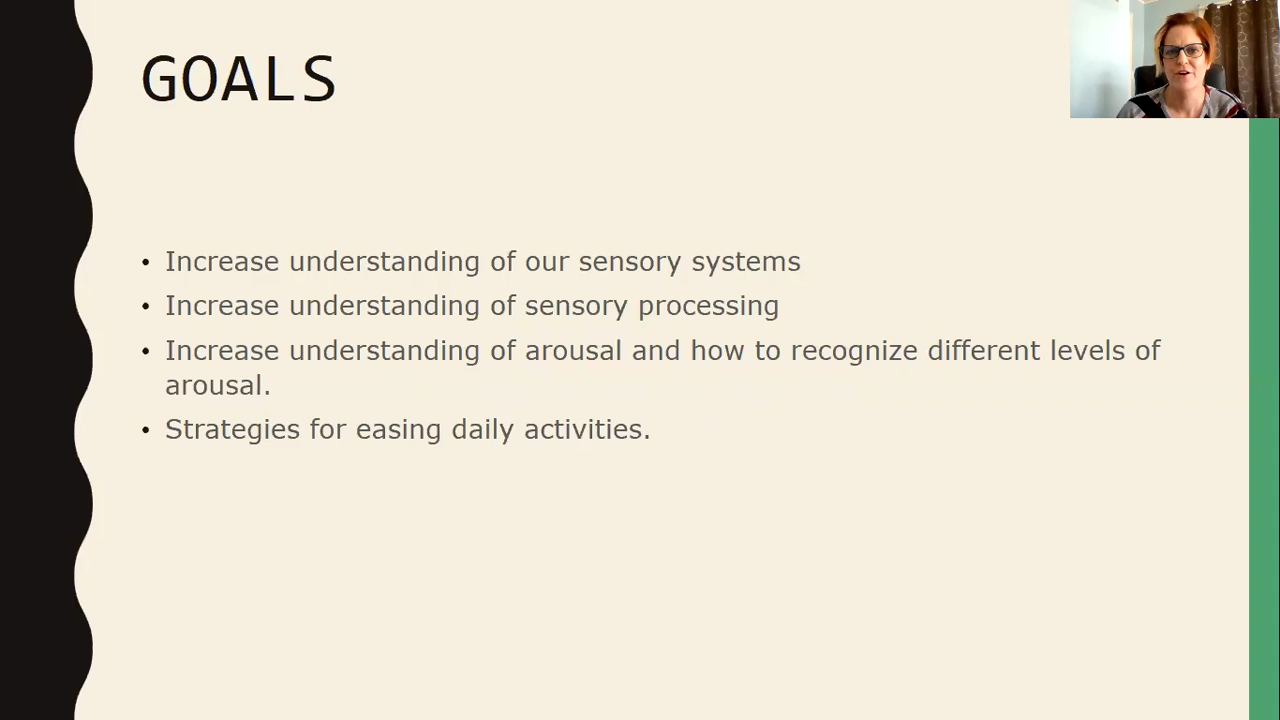 GOALS
• Increase understanding of our sensory systems
• Increase understanding of sensory processing
• Increase understanding of arousal and how to recognize different levels of
arousal.
• Strategies for easing daily activities.